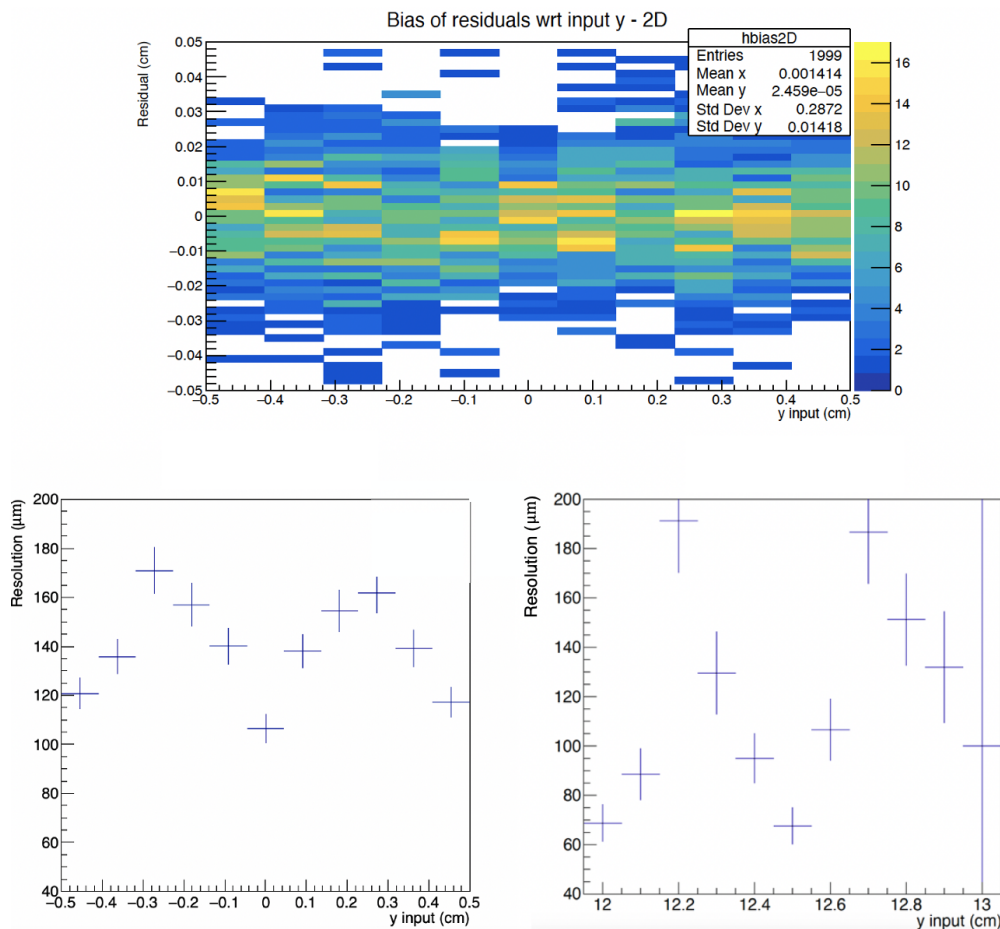 Bias of residuals wrt input y - 2D
hbias2D
Entries 1999
Mean x 0.001414
Mean y 2.459e−05
Std Dev x 0.2872
Std Dev y 0.01418
Residual (cm)
0.05
0.04
0.03
0.02
0.01
0
−0.01
−0.02
−0.03
−0.04
−0.05
−0.5 −0.4 −0.3 −0.2 −0.1 0 0.1 0.2 0.3 0.4 0.5
y input (cm)
16
14
12
10
8
6
4
2
0
Resolution (μm)
200
180
160
140
120
100
80
60
40
−0.5 −0.4 −0.3 −0.2 −0.1 0 0.1 0.2 0.3 0.4 0.5
y input (cm)
Resolution (μm)
200
180
160
140
120
100
80
60
40
12 12.2 12.4 12.6 12.8 13
y input (cm)